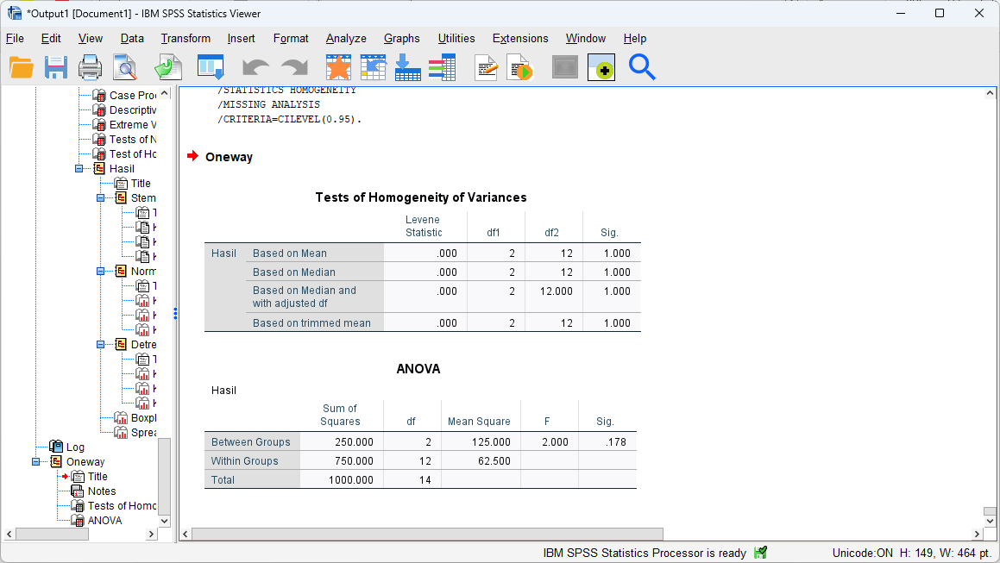 *Output1 [Document1] - IBM SPSS Statistics Viewer
File Edit View Data Transform Insert Format Analyze Graphs Utilities Extensions Window Help
Case Proc
Descriptiv
Extreme V
Tests of N
Test of Ho
Hasil
Title
Stem
Norm
Detre
Boxpl
Sprea
Log
Oneway
Title
Notes
Tests of Homo
ANOVA
/STATISTICS HOMOGENEITY
/MISSING ANALYSIS
/CRITERIA=CILEVEL(0.95).
Oneway
Tests of Homogeneity of Variances
Levene
Statistic df1 df2 Sig.
Hasil Based on Mean .000 2 12 1.000
Based on Median .000 2 12 1.000
Based on Median and .000 2 12.000 1.000
with adjusted df
Based on trimmed mean .000 2 12 1.000
ANOVA
Hasil
Sum of
Squares df Mean Square F Sig.
Between Groups 250.000 2 125.000 2.000 .178
Within Groups 750.000 12 62.500
Total 1000.000 14
IBM SPSS Statistics Processor is ready Unicode:ON H: 149, W: 464 pt.